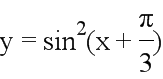 y = sin²(x + π/3)